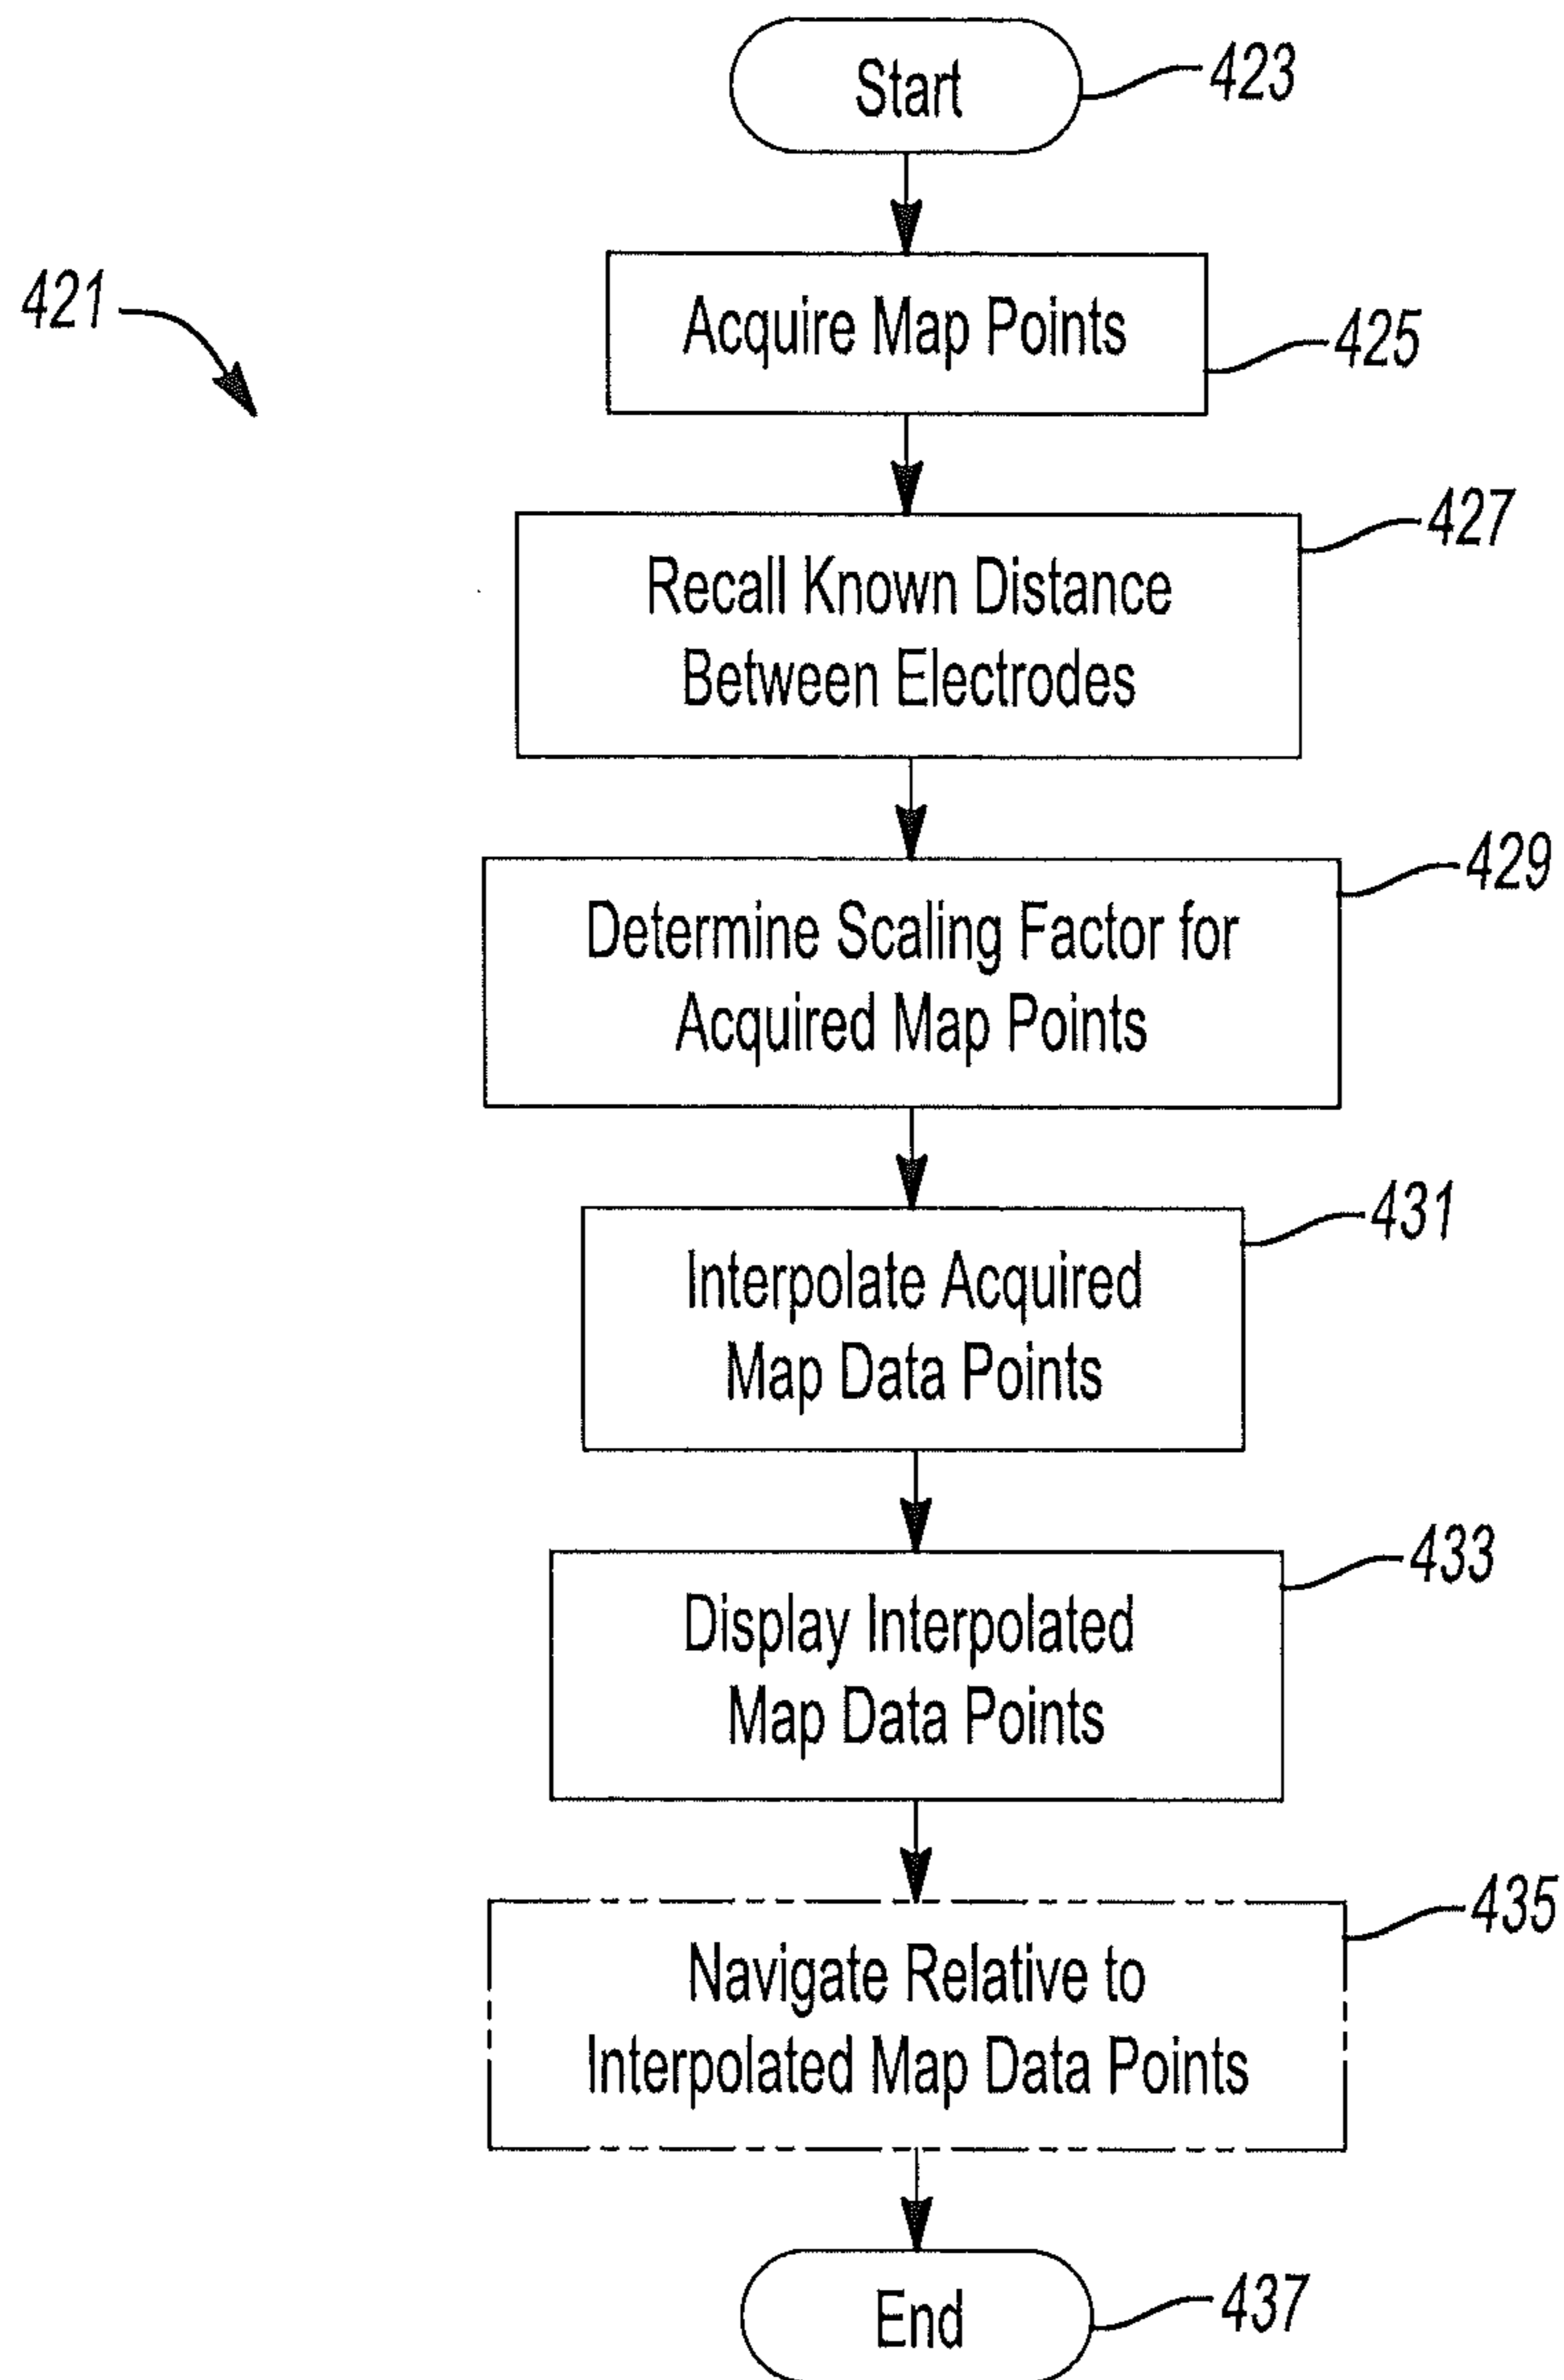 Start
423
421
Acquire Map Points
425
427
Recall Known Distance
Between Electrodes
429
Determine Scaling Factor for
Acquired Map Points
431
Interpolate Acquired
Map Data Points
433
Display Interpolated
Map Data Points
435
Navigate Relative to
Interpolated Map Data Points
End
437